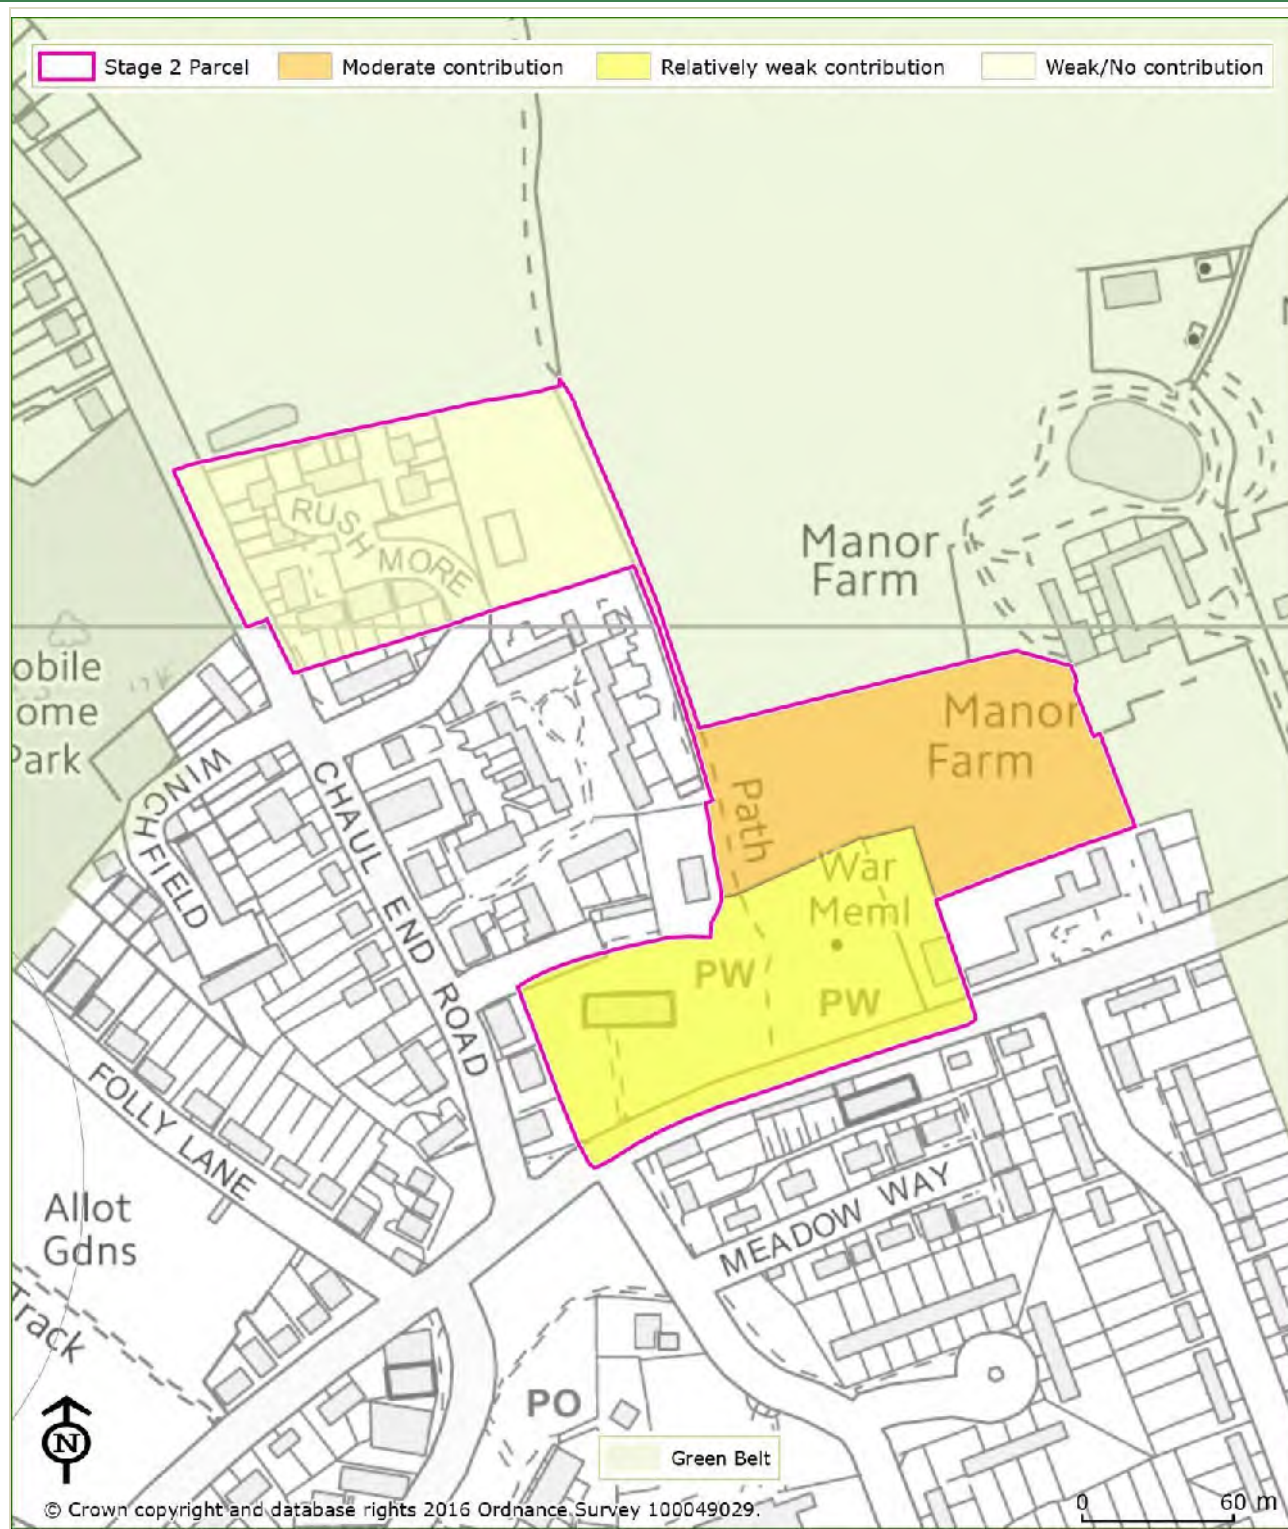 Stage 2 Parcel
Moderate contribution
Relatively weak contribution
Weak/No contribution
RUSH MORE
Manor
Farm
obile
ome
Park
Manor
Farm
WINCHFIELD
CHAUL END ROAD
Path
War
Meml
PW
PW
FOLLY LANE
MEADOW WAY
Allot
Gdns
Track
PO
N
Green Belt
© Crown copyright and database rights 2016 Ordnance Survey 100049029.
0 60 m